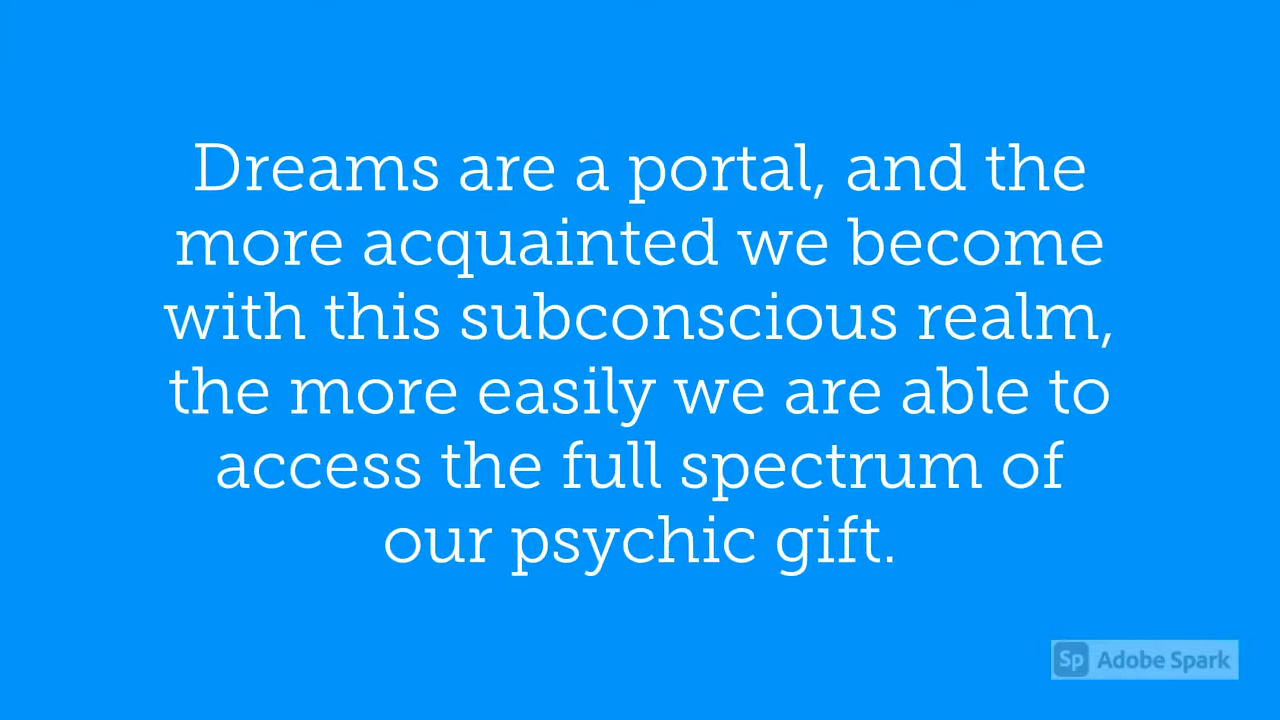 Dreams are a portal, and the
more acquainted we become
with this subconscious realm,
the more easily we are able to
access the full spectrum of
our psychic gift.
Sp Adobe Spark